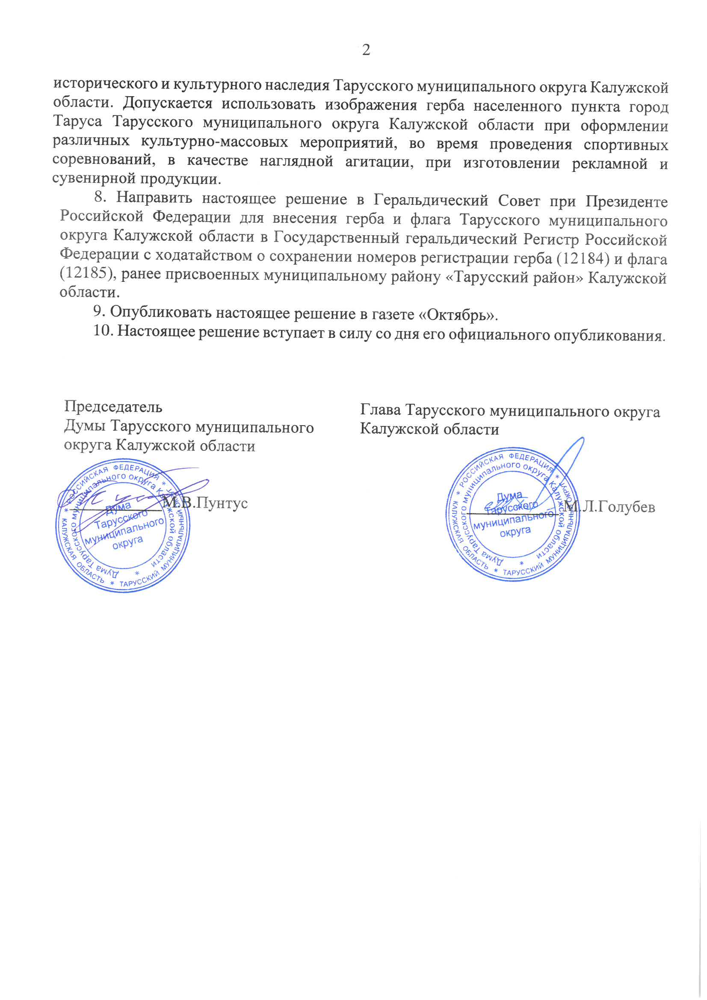 2
исторического и культурного наследия Тарусского муниципального округа Калужской
области. Допускается использовать изображения герба населенного пункта город
Таруса Тарусского муниципального округа Калужской области при оформлении
различных культурно-массовых мероприятий, во время проведения спортивных
соревнований, в качестве наглядной агитации, при изготовлении рекламной и
сувенирной продукции.
8. Направить настоящее решение в Геральдический Совет при Президенте
Российской Федерации для внесения герба и флага Тарусского муниципального
округа Калужской области в Государственный геральдический Регистр Российской
Федерации с ходатайством о сохранении номеров регистрации герба (12184) и флага
(12185), ранее присвоенных муниципальному району «Тарусский район» Калужской
области.
9. Опубликовать настоящее решение в газете «Октябрь».
10. Настоящее решение вступает в силу со дня его официального опубликования.
Председатель
Думы Тарусского муниципального
округа Калужской области
М.В.Пунтус
* РОССИЙСКАЯ ФЕДЕРАЦИЯ * ТАРУССКИЙ МУНИЦИПАЛЬНЫЙ ОКРУГ * КАЛУЖСКАЯ ОБЛАСТЬ
Дума Тарусского муниципального округа Калужской области *
Дума
Тарусского
муниципального
округа
Глава Тарусского муниципального округа
Калужской области
М.Л.Голубев
* РОССИЙСКАЯ ФЕДЕРАЦИЯ * ТАРУССКИЙ МУНИЦИПАЛЬНЫЙ ОКРУГ * КАЛУЖСКАЯ ОБЛАСТЬ
Дума Тарусского муниципального округа Калужской области *
Дума
Тарусского
муниципального
округа